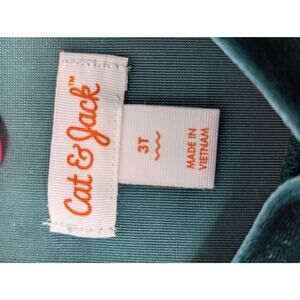 Cat & Jack™
3T
MADE IN
VIETNAM